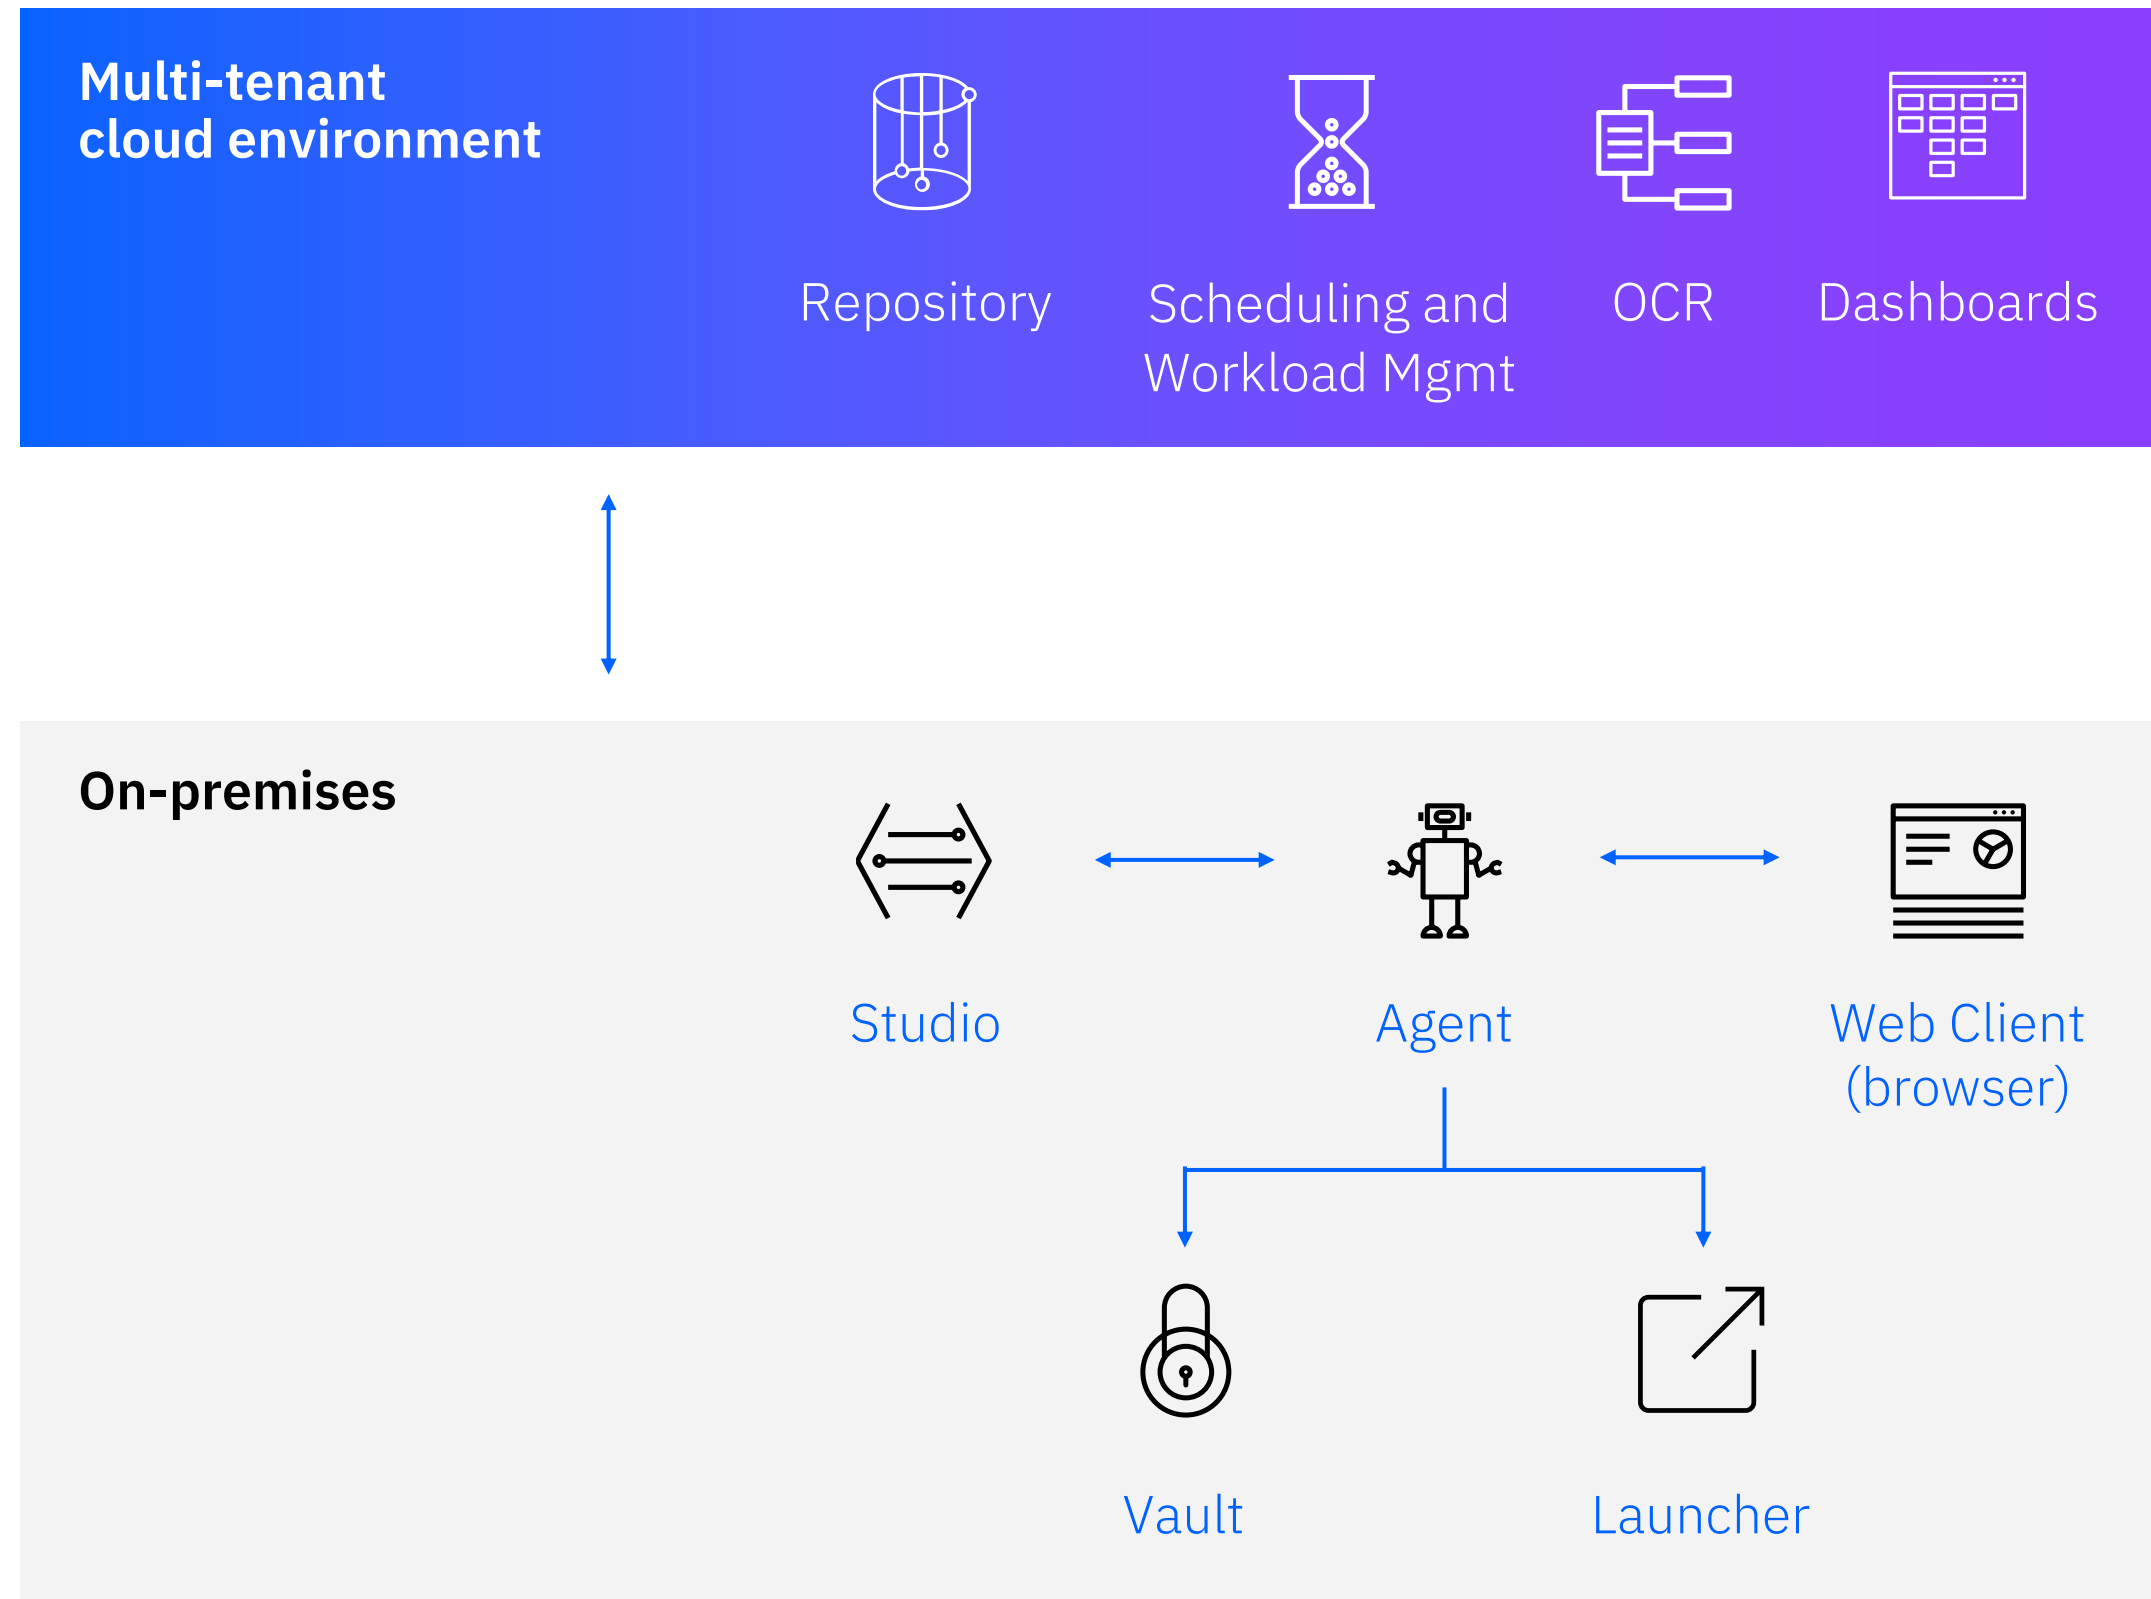 Multi-tenant
cloud environment
Repository
Scheduling and
Workload Mgmt
OCR
Dashboards
On-premises
Studio
Agent
Web Client
(browser)
Vault
Launcher